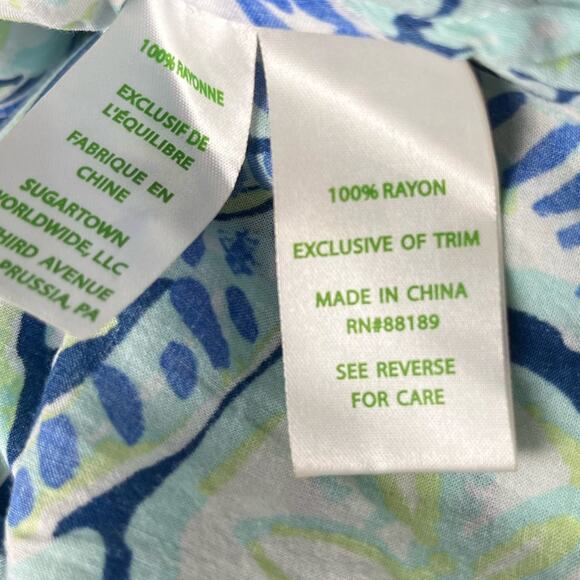 100% RAYONNE
EXCLUSIF DE
L'ÉQUILIBRE
FABRIQUE EN
CHINE
SUGARTOWN
WORLDWIDE, LLC
THIRD AVENUE
PRUSSIA, PA
100% RAYON
EXCLUSIVE OF TRIM
MADE IN CHINA
RN#88189
SEE REVERSE
FOR CARE